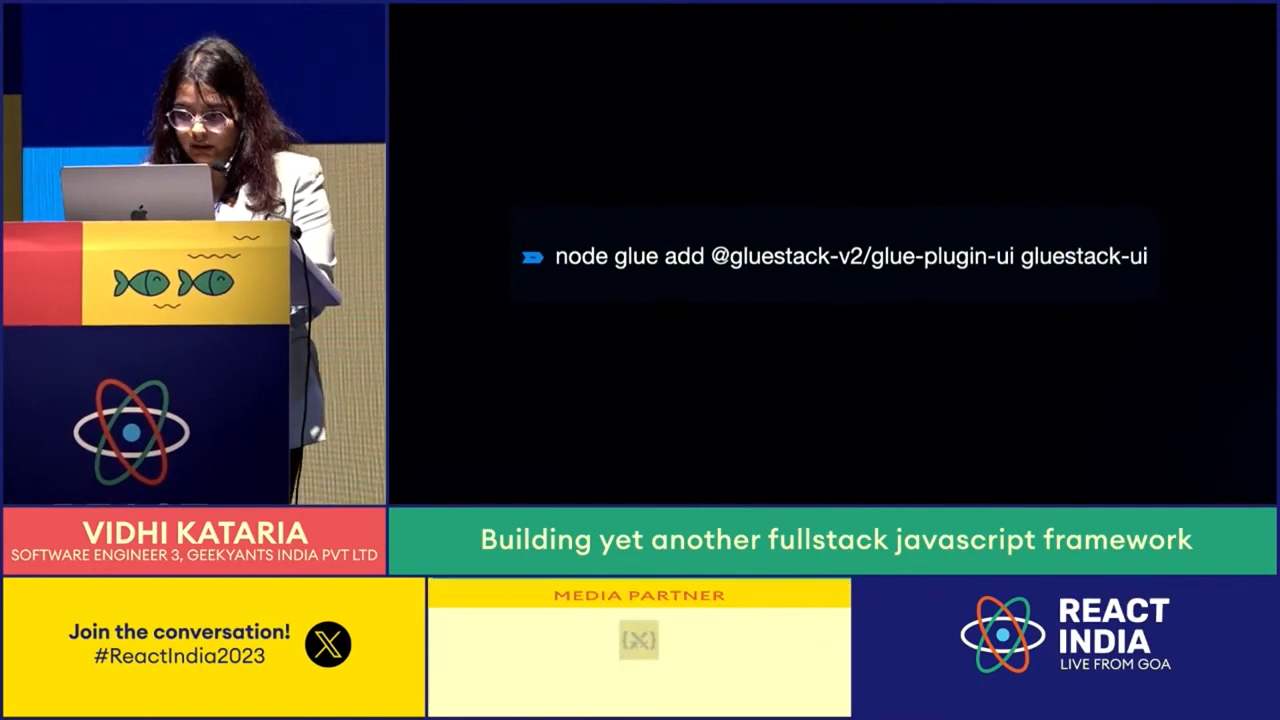 node glue add @gluestack-v2/glue-plugin-ui gluestack-ui
VIDHI KATARIA
SOFTWARE ENGINEER 3, GEEKYANTS INDIA PVT LTD
Building yet another fullstack javascript framework
Join the conversation!
#ReactIndia2023
MEDIA PARTNER
REACT
INDIA
LIVE FROM GOA